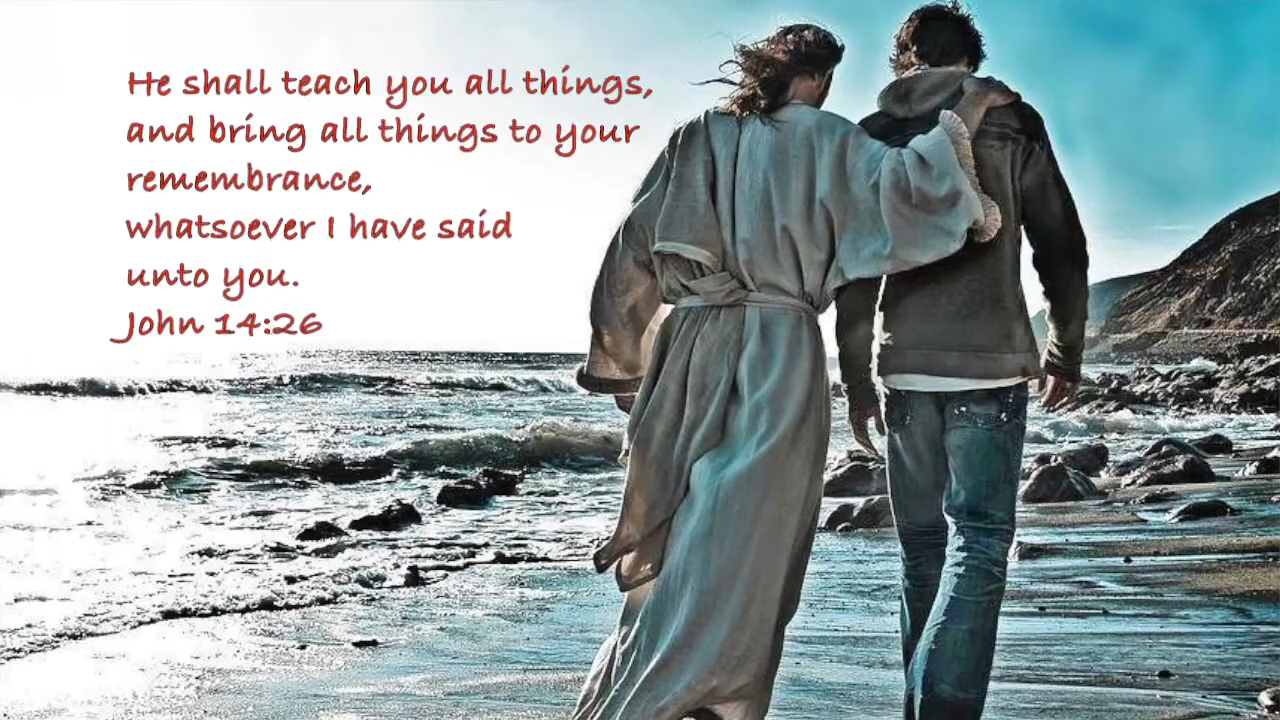 He shall teach you all things,
and bring all things to your
remembrance,
whatsoever I have said
unto you.
John 14:26